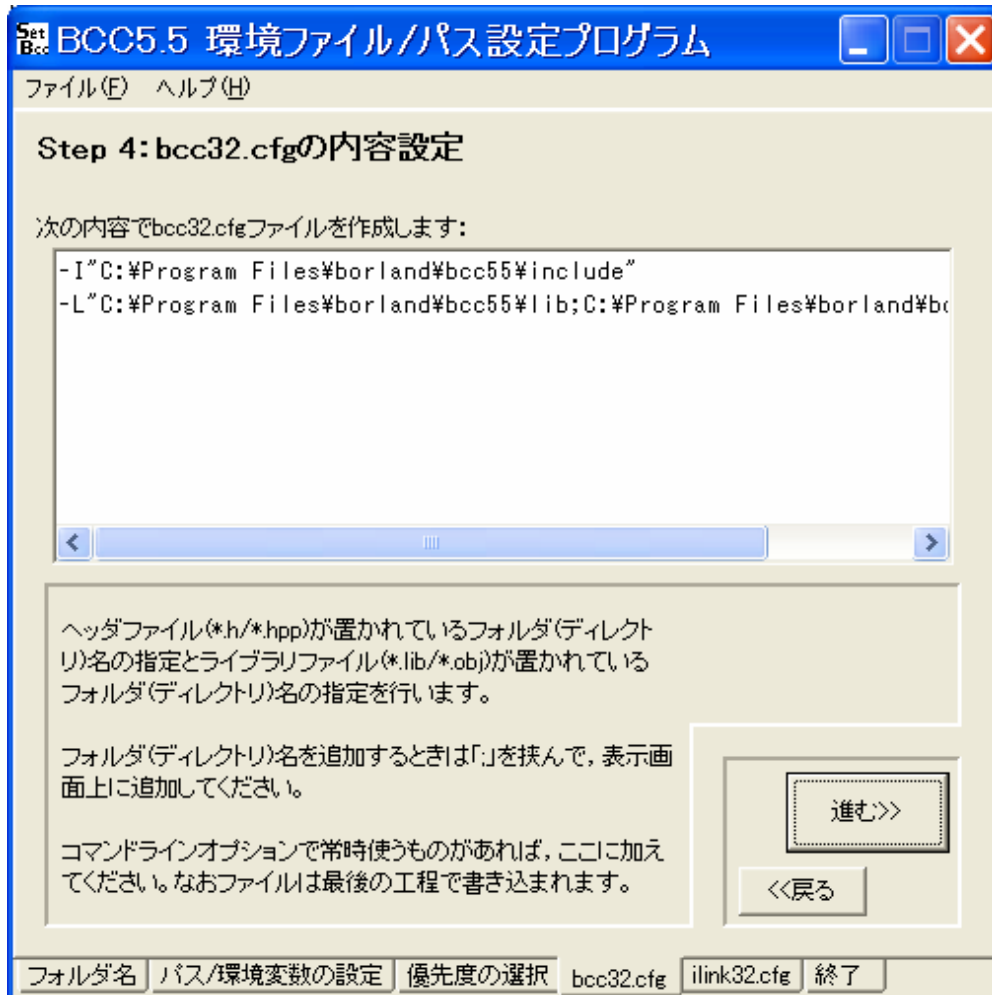 Set Bcc BCC5.5 環境ファイル/パス設定プログラム
ファイル(F) ヘルプ(H)
Step 4:bcc32.cfgの内容設定
次の内容でbcc32.cfgファイルを作成します:
-I"C:¥Program Files¥borland¥bcc55¥include"
-L"C:¥Program Files¥borland¥bcc55¥lib;C:¥Program Files¥borland¥bc
ヘッダファイル(*.h/*.hpp)が置かれているフォルダ(ディレクト
リ)名の指定とライブラリファイル(*.lib/*.obj)が置かれている
フォルダ(ディレクトリ)名の指定を行います。
フォルダ(ディレクトリ)名を追加するときは「;」を挟んで,表示画
面上に追加してください。
コマンドラインオプションで常時使うものがあれば,ここに加え
てください。なおファイルは最後の工程で書き込まれます。
進む>>
<<戻る
フォルダ名 パス/環境変数の設定 優先度の選択 bcc32.cfg ilink32.cfg 終了